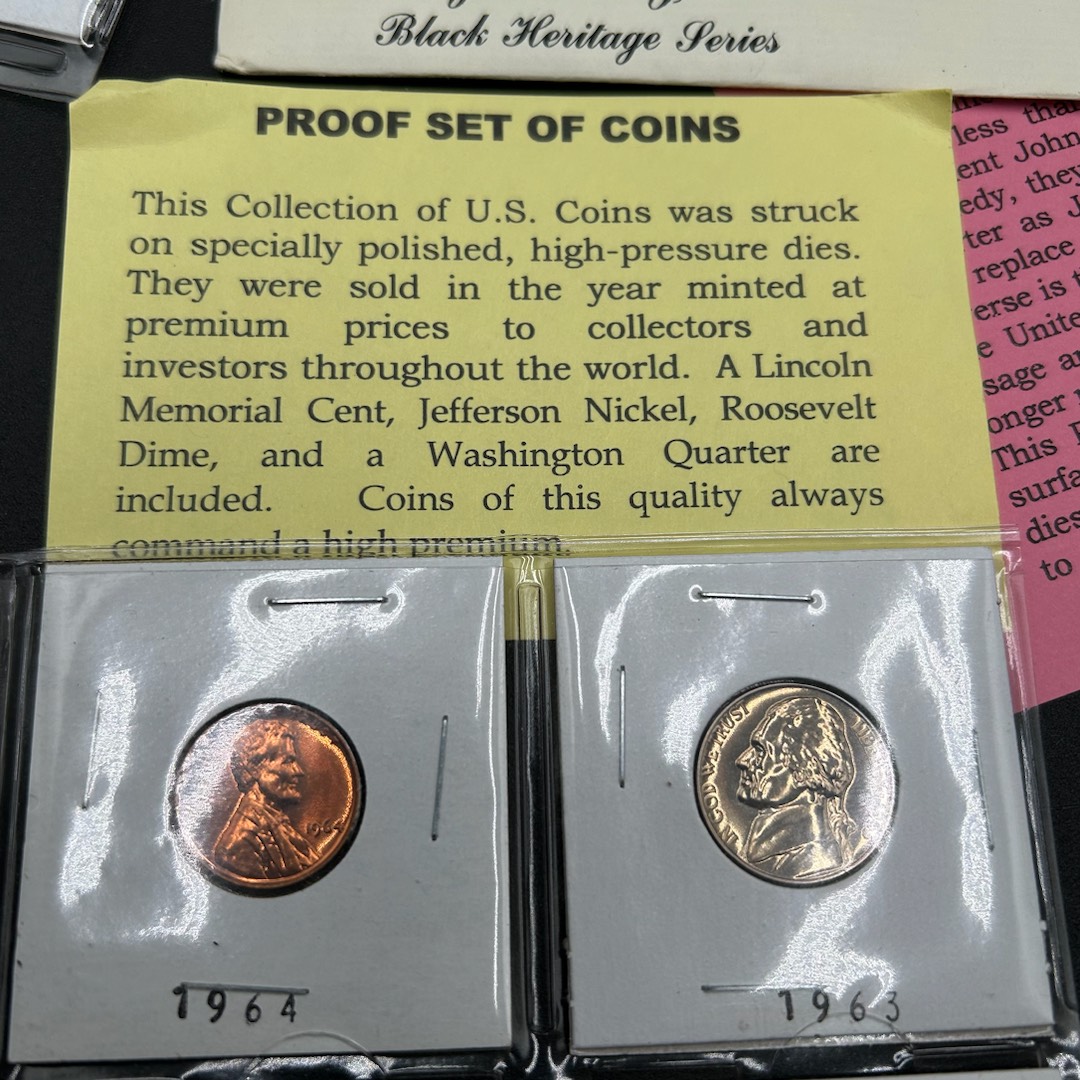 Black Heritage Series
PROOF SET OF COINS
This Collection of U.S. Coins was struck
on specially polished, high-pressure dies.
They were sold in the year minted at
premium prices to collectors and
investors throughout the world. A Lincoln
Memorial Cent, Jefferson Nickel, Roosevelt
Dime, and a Washington Quarter are
included. Coins of this quality always
command a high premium.
less than
ent John
edy, they
ter as
replace
erse is
e Unite
sage
onger
This
surfa
dies
to
IN GOD WE TRUST
1964
1963